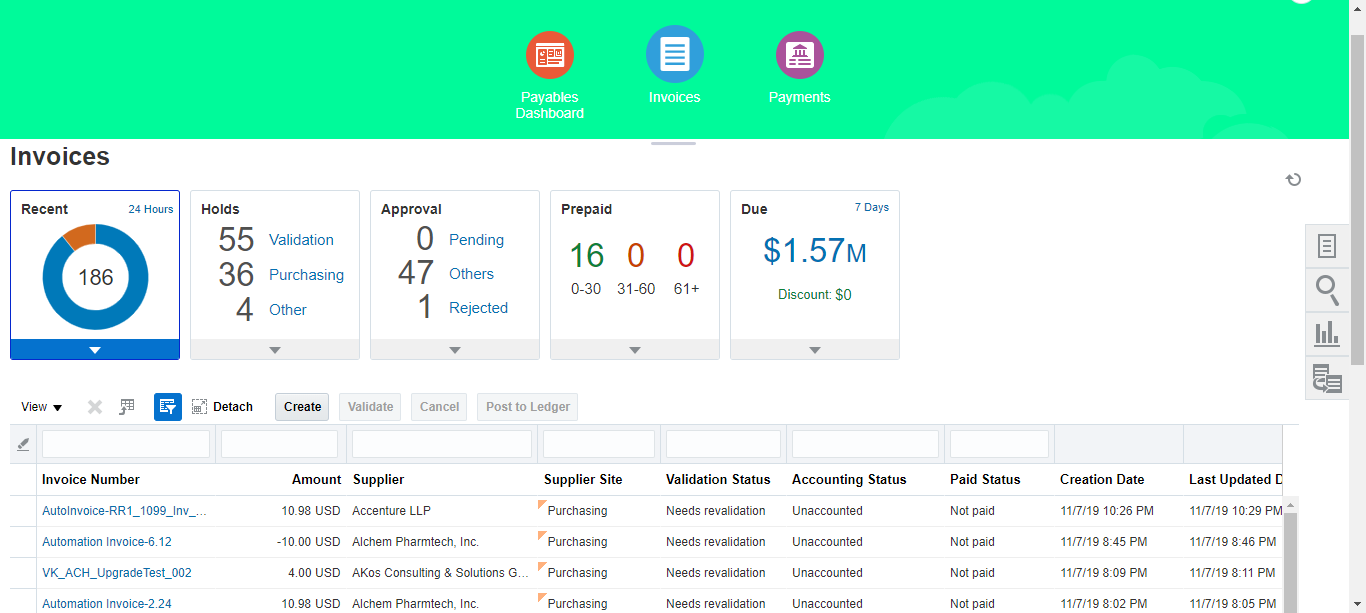 Payables Dashboard
Invoices
Payments
Invoices
Recent 24 Hours
186
Holds
55 Validation
36 Purchasing
4 Other
Approval
0 Pending
47 Others
1 Rejected
Prepaid
16 0 0
0-30 31-60 61+
Due 7 Days
$1.57M
Discount: $0
View Detach Create Validate Cancel Post to Ledger
Invoice Number Amount Supplier Supplier Site Validation Status Accounting Status Paid Status Creation Date Last Updated D
AutoInvoice-RR1_1099_Inv_... 10.98 USD Accenture LLP Purchasing Needs revalidation Unaccounted Not paid 11/7/19 10:26 PM 11/7/19 10:29 PM
Automation Invoice-6.12 -10.00 USD Alchem Pharmtech, Inc. Purchasing Needs revalidation Unaccounted Not paid 11/7/19 8:45 PM 11/7/19 8:46 PM
VK_ACH_UpgradeTest_002 4.00 USD AKos Consulting & Solutions G... Purchasing Needs revalidation Unaccounted Not paid 11/7/19 8:09 PM 11/7/19 8:11 PM
Automation Invoice-2.24 10.98 USD Alchem Pharmtech, Inc. Purchasing Needs revalidation Unaccounted Not paid 11/7/19 8:02 PM 11/7/19 8:05 PM